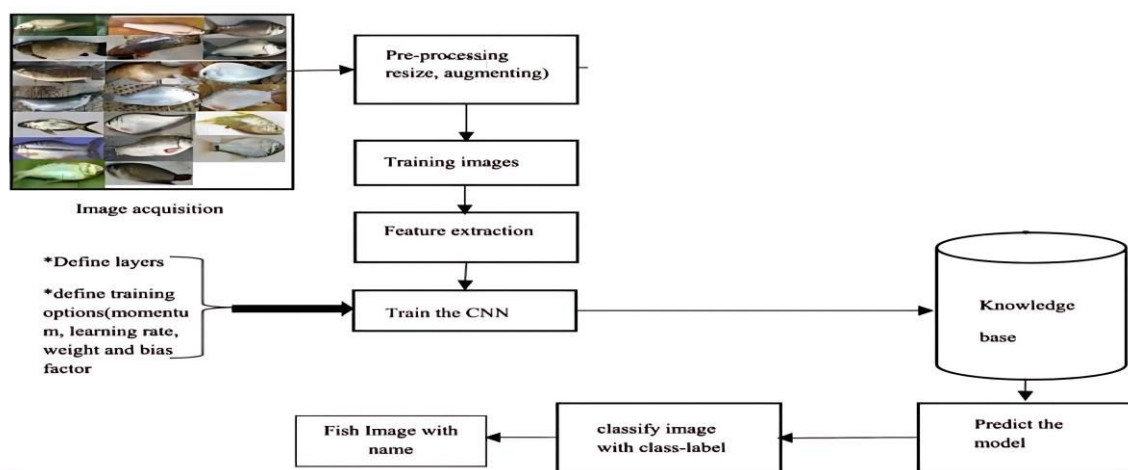 Pre-processing
resize, augmenting)
Training images
Image acquisition
Feature extraction
*Define layers
*define training
options(momentu
m, learning rate,
weight and bias
factor
Train the CNN
Knowledge
base
Predict the
model
classify image
with class-label
Fish Image with
name